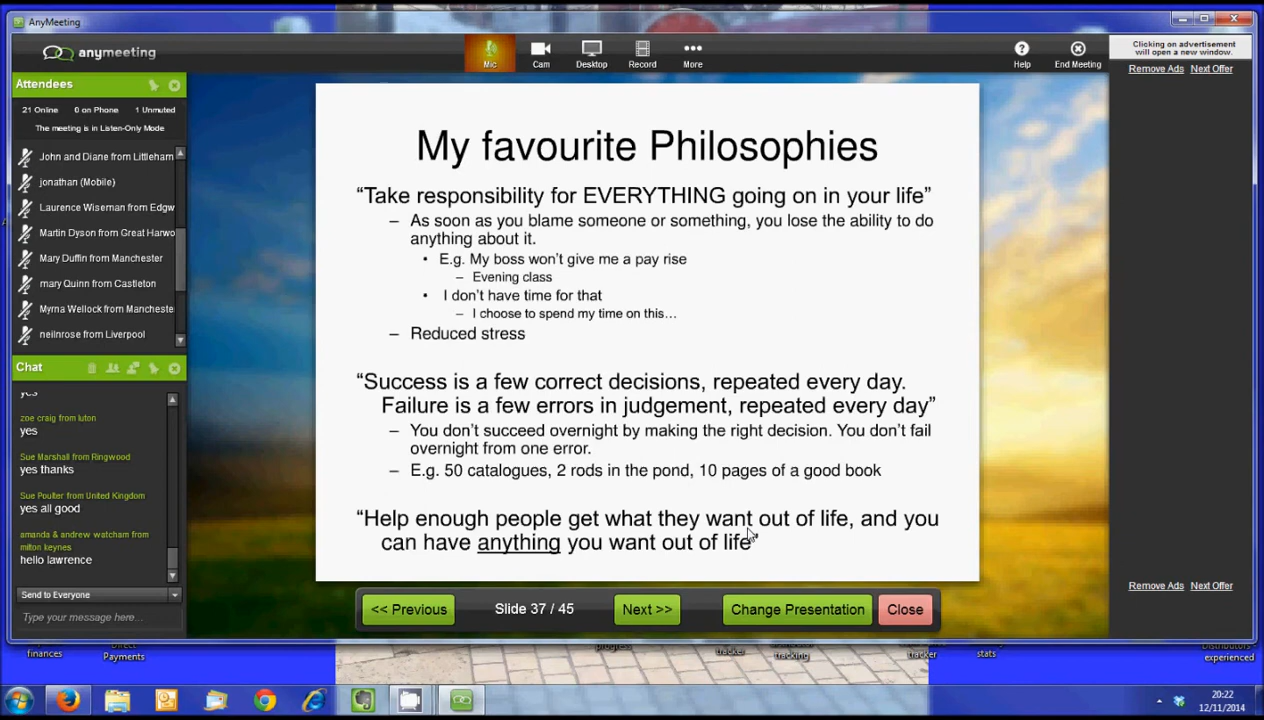 AnyMeeting
anymeeting
Mic
Cam
Desktop
Record
More
Help
End Meeting
Clicking on advertisement
will open a new window.
Remove Ads Next Offer
Attendees
21 Online 0 on Phone 1 Unmuted
The meeting is in Listen-Only Mode
John and Diane from Littleham
jonathan (Mobile)
Laurence Wiseman from Edgw
Martin Dyson from Great Harwo
Mary Duffin from Manchester
mary Quinn from Castleton
Myrna Wellock from Mancheste
neilnrose from Liverpool
Chat
yes
zoe craig from luton
yes
Sue Marshall from Ringwood
yes thanks
Sue Poulter from United Kingdom
yes all good
amanda & andrew watcham from
milton keynes
hello lawrence
Send to Everyone
Type your message here...
My favourite Philosophies
“Take responsibility for EVERYTHING going on in your life”
– As soon as you blame someone or something, you lose the ability to do
anything about it.
• E.g. My boss won’t give me a pay rise
– Evening class
• I don’t have time for that
– I choose to spend my time on this…
– Reduced stress
“Success is a few correct decisions, repeated every day.
Failure is a few errors in judgement, repeated every day”
– You don’t succeed overnight by making the right decision. You don’t fail
overnight from one error.
– E.g. 50 catalogues, 2 rods in the pond, 10 pages of a good book
“Help enough people get what they want out of life, and you
can have anything you want out of life”
<< Previous
Slide 37 / 45
Next >>
Change Presentation
Close
Remove Ads Next Offer
finances
Direct
Payments
progress
tracker
tracking
tracker
stats
Distributors -
experienced
20:22
12/11/2014